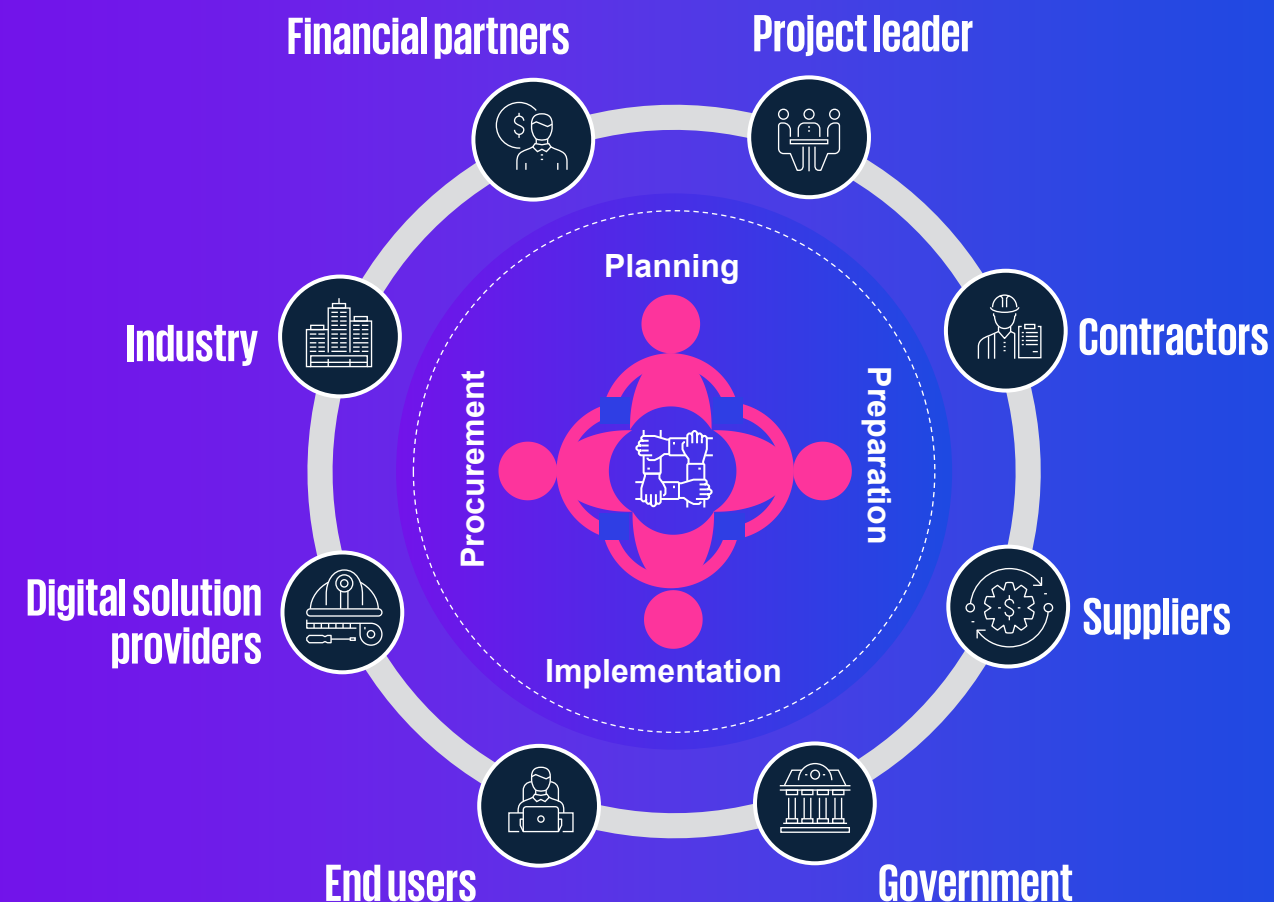 Financial partners
Project leader
Planning
Industry
Contractors
Procurement
Preparation
Digital solution
providers
Suppliers
Implementation
End users
Government